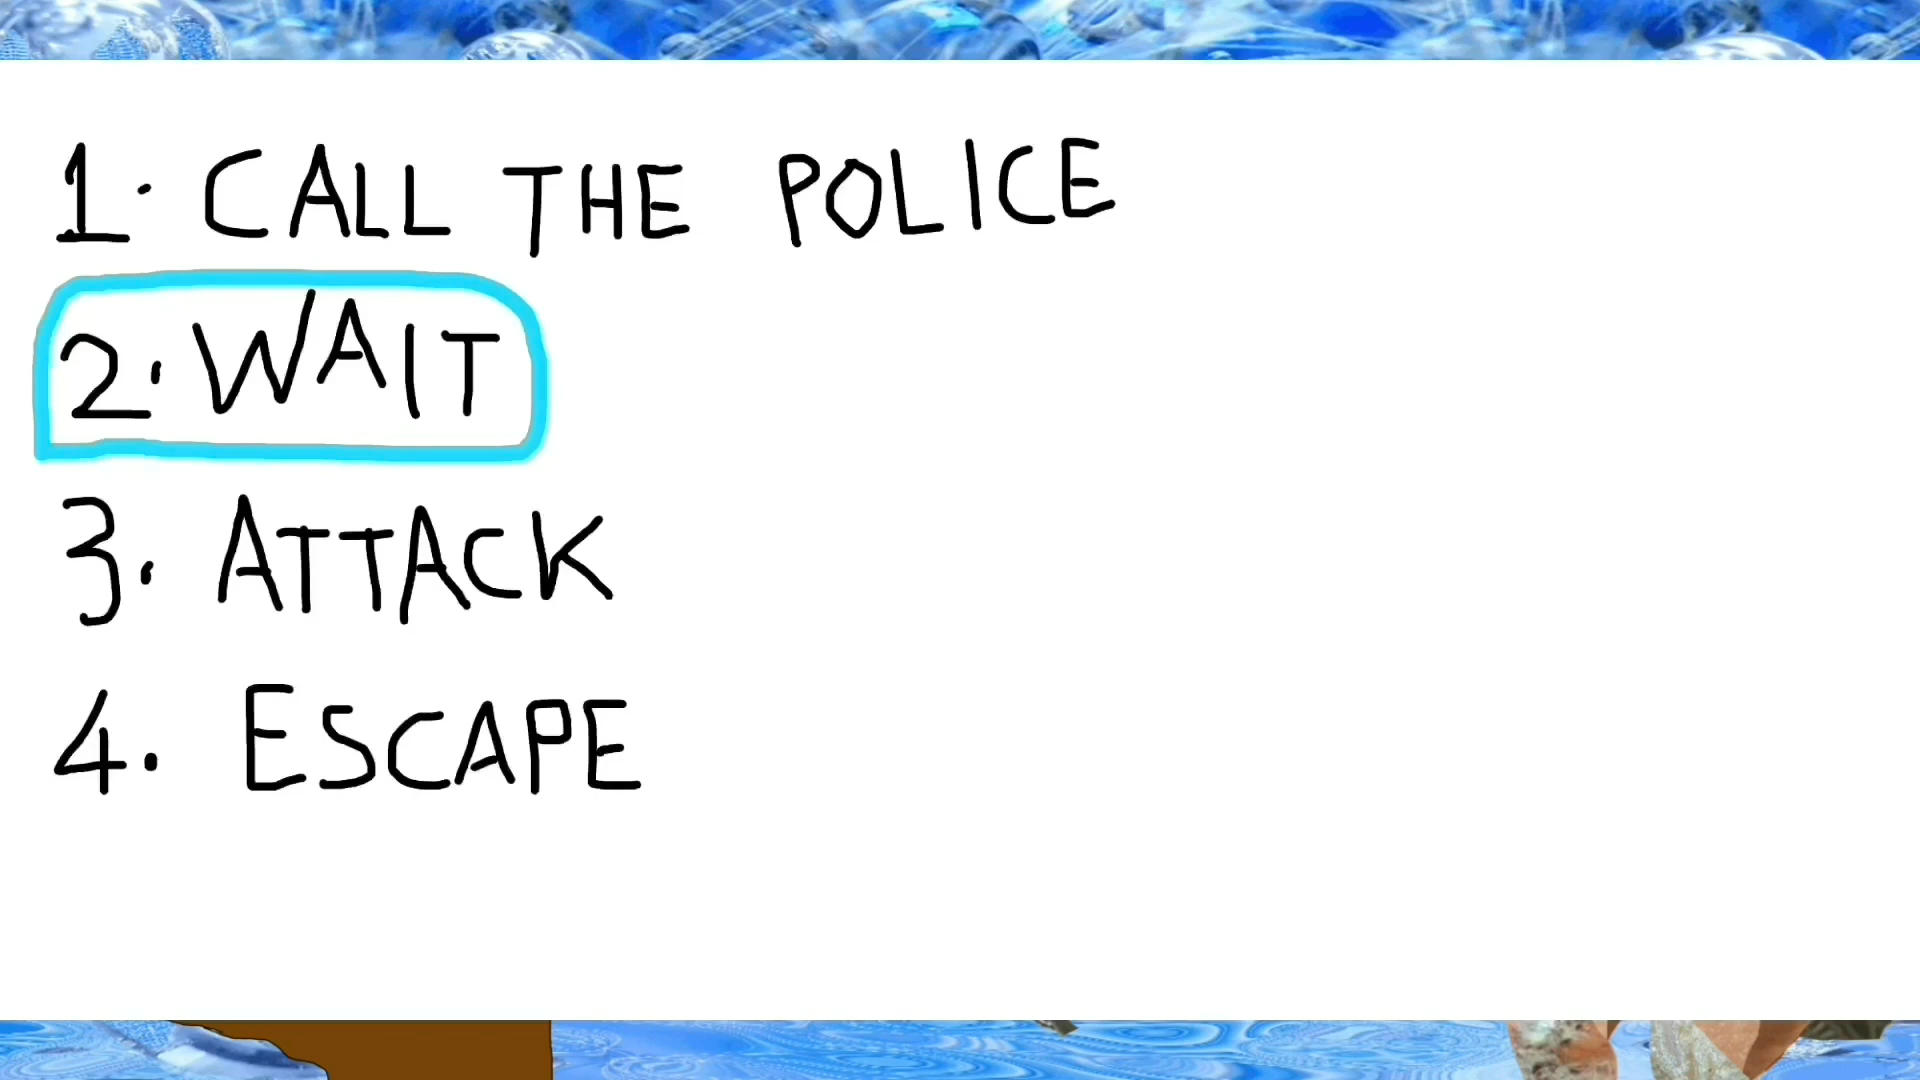 1. CALL THE POLICE
2. WAIT
3. ATTACK
4. ESCAPE